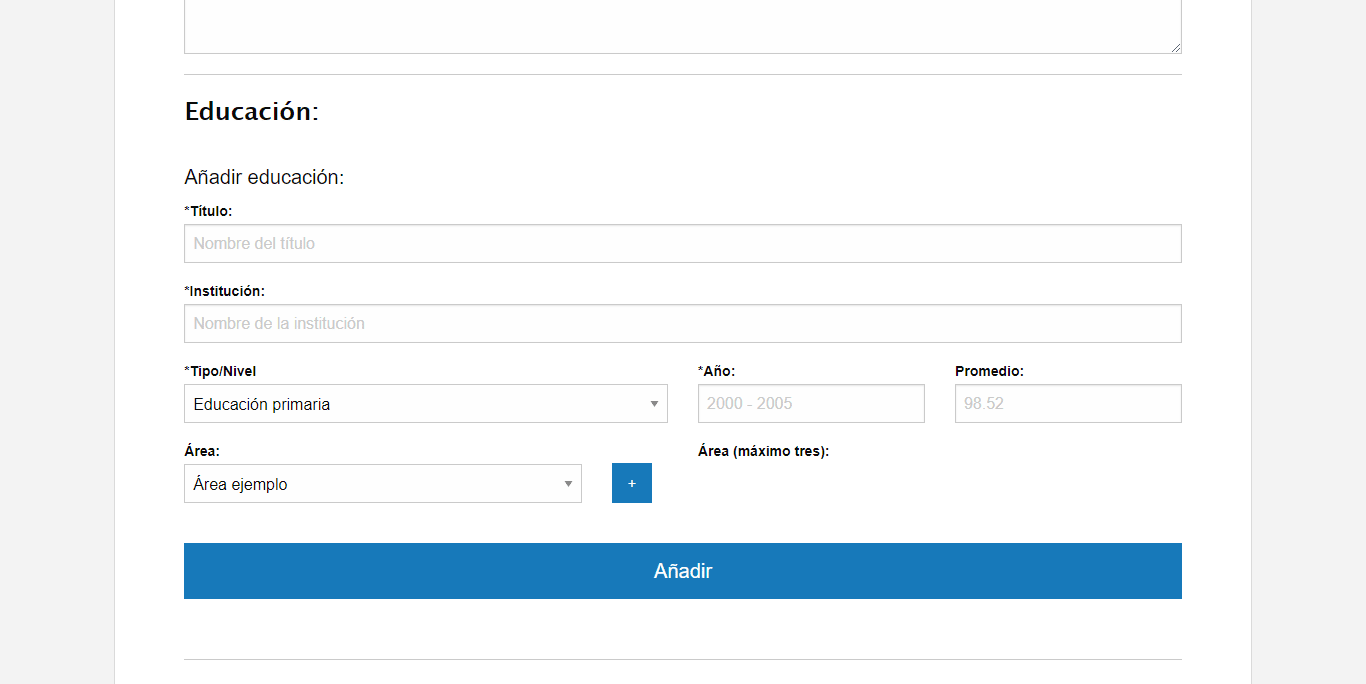 Educación:
Añadir educación:
*Título:
Nombre del título
*Institución:
Nombre de la institución
*Tipo/Nivel *Año: Promedio:
Educación primaria 2000 - 2005 98.52
Área: Área (máximo tres):
Área ejemplo +
Añadir